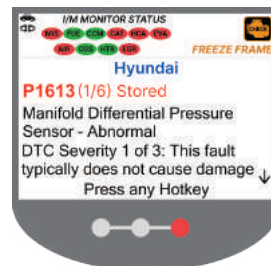 I/M MONITOR STATUS
MIS FUE CCM CAT HCA EVA
AIR O2S HTR EGR
CHECK
FREEZE FRAME
Hyundai
P1613 (1/6) Stored
Manifold Differential Pressure
Sensor - Abnormal
DTC Severity 1 of 3: This fault
typically does not cause damage
Press any Hotkey